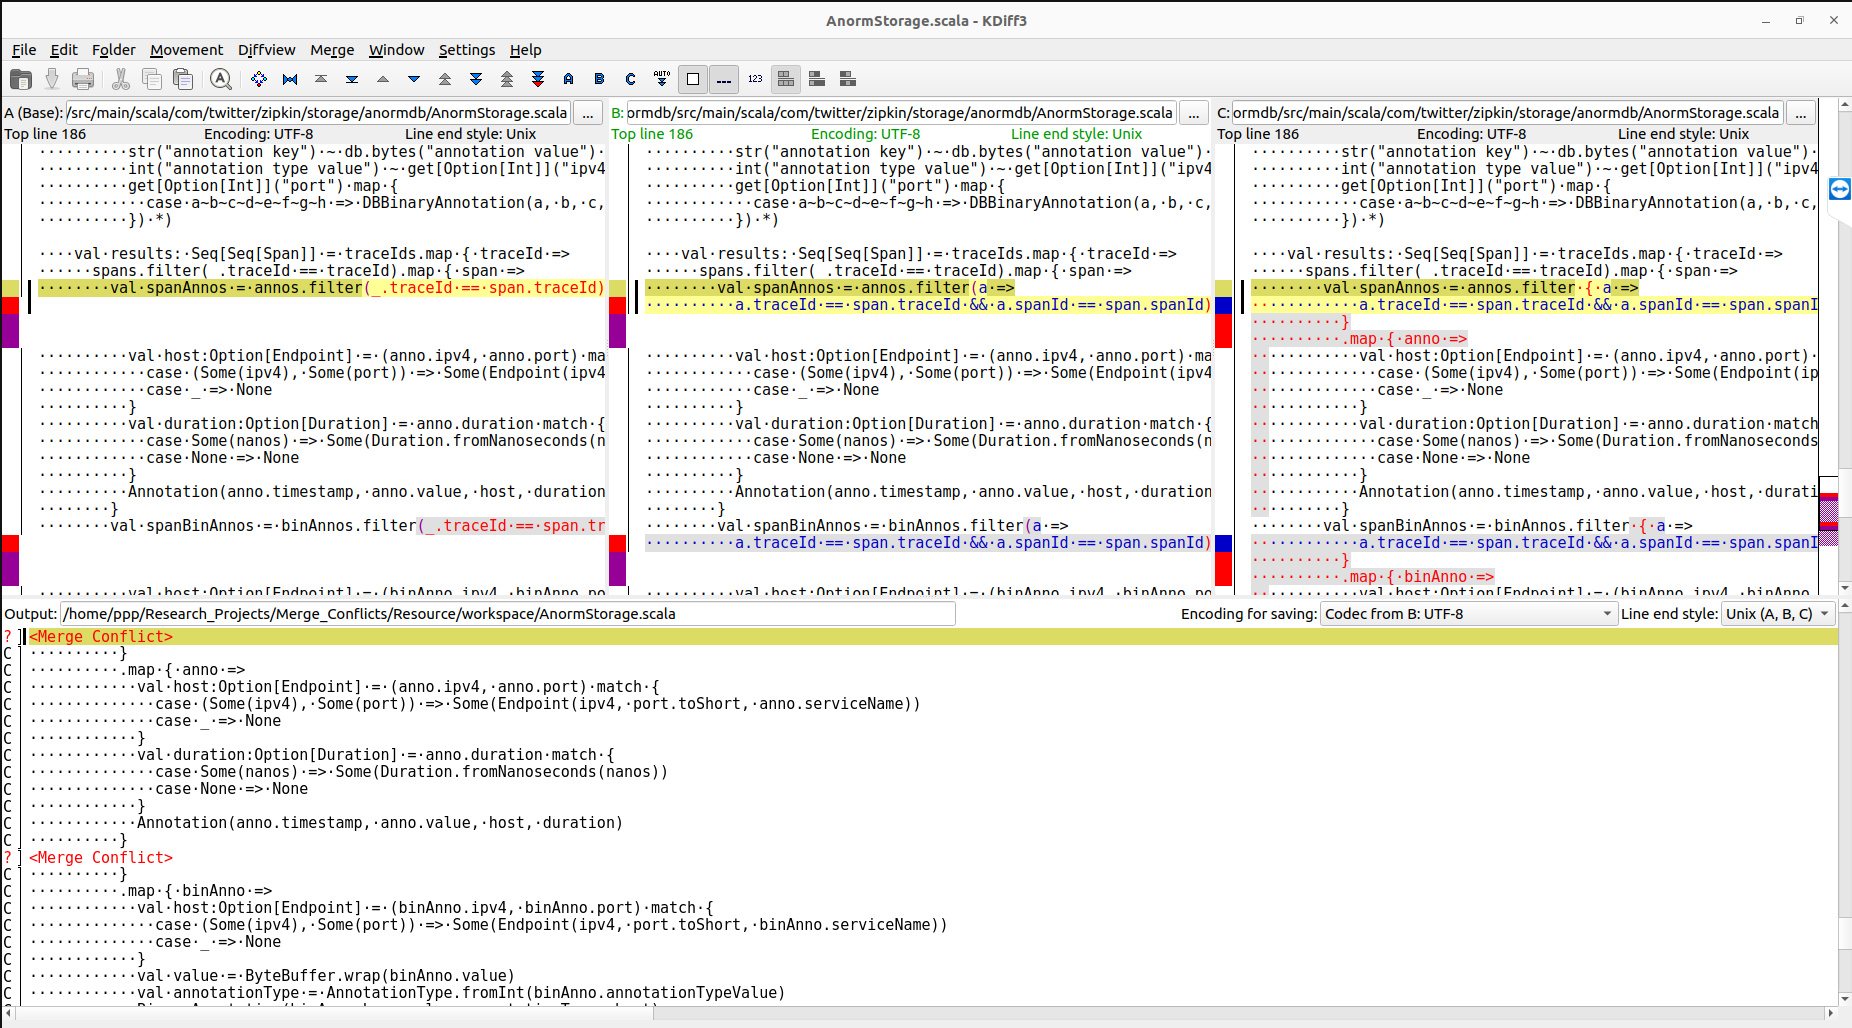 AnormStorage.scala - KDiff3
File Edit Folder Movement Diffview Merge Window Settings Help
A B C AUTO 123
A (Base): /src/main/scala/com/twitter/zipkin/storage/anormdb/AnormStorage.scala ...
Top line 186 Encoding: UTF-8 Line end style: Unix
··········str("annotation key")·~·db.bytes("annotation value")·
··········int("annotation type value")·~·get[Option[Int]]("ipv4
··········get[Option[Int]]("port")·map·{
············case·a~b~c~d~e~f~g~h·=>·DBBinaryAnnotation(a,·b,·c,
··········})·*)
····val·results:·Seq[Seq[Span]]·=·traceIds.map·{·traceId·=>
······spans.filter( .traceId·==·traceId).map·{·span·=>
········val·spanAnnos·=·annos.filter(_.traceId·==·span.traceId)
··········val·host:Option[Endpoint]·=·(anno.ipv4,·anno.port)·ma
············case·(Some(ipv4),·Some(port))·=>·Some(Endpoint(ipv4
············case·_·=>·None
··········}
··········val·duration:Option[Duration]·=·anno.duration·match·{
············case·Some(nanos)·=>·Some(Duration.fromNanoseconds(n
············case·None·=>·None
··········}
··········Annotation(anno.timestamp,·anno.value,·host,·duration
········}
········val·spanBinAnnos·=·binAnnos.filter(_.traceId·==·span.tr
··········val·host:Option[Endpoint]·=·(binAnno.ipv4,·binAnno.po
B: ormdb/src/main/scala/com/twitter/zipkin/storage/anormdb/AnormStorage.scala ...
Top line 186 Encoding: UTF-8 Line end style: Unix
··········str("annotation key")·~·db.bytes("annotation value")·
··········int("annotation type value")·~·get[Option[Int]]("ipv4
··········get[Option[Int]]("port")·map·{
············case·a~b~c~d~e~f~g~h·=>·DBBinaryAnnotation(a,·b,·c,
··········})·*)
····val·results:·Seq[Seq[Span]]·=·traceIds.map·{·traceId·=>
······spans.filter( .traceId·==·traceId).map·{·span·=>
········val·spanAnnos·=·annos.filter(a·=>
··········a.traceId·==·span.traceId·&&·a.spanId·==·span.spanId)
··········val·host:Option[Endpoint]·=·(anno.ipv4,·anno.port)·ma
············case·(Some(ipv4),·Some(port))·=>·Some(Endpoint(ipv4
············case·_·=>·None
··········}
··········val·duration:Option[Duration]·=·anno.duration·match·{
············case·Some(nanos)·=>·Some(Duration.fromNanoseconds(n
············case·None·=>·None
··········}
··········Annotation(anno.timestamp,·anno.value,·host,·duration
········}
········val·spanBinAnnos·=·binAnnos.filter(a·=>
··········a.traceId·==·span.traceId·&&·a.spanId·==·span.spanId)
··········val·host:Option[Endpoint]·=·(binAnno.ipv4,·binAnno.po
C: ormdb/src/main/scala/com/twitter/zipkin/storage/anormdb/AnormStorage.scala ...
Top line 186 Encoding: UTF-8 Line end style: Unix
··········str("annotation key")·~·db.bytes("annotation value")·
··········int("annotation type value")·~·get[Option[Int]]("ipv4
··········get[Option[Int]]("port")·map·{
············case·a~b~c~d~e~f~g~h·=>·DBBinaryAnnotation(a,·b,·c,
··········})·*)
····val·results:·Seq[Seq[Span]]·=·traceIds.map·{·traceId·=>
······spans.filter( .traceId·==·traceId).map·{·span·=>
········val·spanAnnos·=·annos.filter·{·a·=>
············a.traceId·==·span.traceId·&&·a.spanId·==·span.spanI
··········}
··········.map·{·anno·=>
············val·host:Option[Endpoint]·=·(anno.ipv4,·anno.port)·
··············case·(Some(ipv4),·Some(port))·=>·Some(Endpoint(ip
··············case·_·=>·None
············}
············val·duration:Option[Duration]·=·anno.duration·match
··············case·Some(nanos)·=>·Some(Duration.fromNanoseconds
··············case·None·=>·None
············}
············Annotation(anno.timestamp,·anno.value,·host,·durati
··········}
········val·spanBinAnnos·=·binAnnos.filter·{·a·=>
············a.traceId·==·span.traceId·&&·a.spanId·==·span.spanI
··········}
··········.map·{·binAnno·=>
············val·host:Option[Endpoint]·=·(binAnno.ipv4,·binAnno.
Output: /home/ppp/Research_Projects/Merge_Conflicts/Resource/workspace/AnormStorage.scala Encoding for saving: Codec from B: UTF-8 Line end style: Unix (A, B, C)
? <Merge Conflict>
C ··········}
C ··········.map·{·anno·=>
C ············val·host:Option[Endpoint]·=·(anno.ipv4,·anno.port)·match·{
C ··············case·(Some(ipv4),·Some(port))·=>·Some(Endpoint(ipv4,·port.toShort,·anno.serviceName))
C ··············case·_·=>·None
C ············}
C ············val·duration:Option[Duration]·=·anno.duration·match·{
C ··············case·Some(nanos)·=>·Some(Duration.fromNanoseconds(nanos))
C ··············case·None·=>·None
C ············}
C ············Annotation(anno.timestamp,·anno.value,·host,·duration)
C ··········}
? <Merge Conflict>
C ··········}
C ··········.map·{·binAnno·=>
C ············val·host:Option[Endpoint]·=·(binAnno.ipv4,·binAnno.port)·match·{
C ··············case·(Some(ipv4),·Some(port))·=>·Some(Endpoint(ipv4,·port.toShort,·binAnno.serviceName))
C ··············case·_·=>·None
C ············}
C ············val·value·=·ByteBuffer.wrap(binAnno.value)
C ············val·annotationType·=·AnnotationType.fromInt(binAnno.annotationTypeValue)